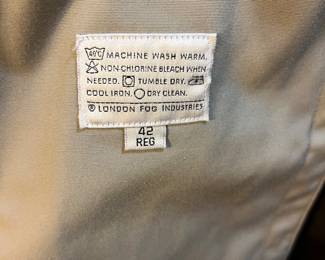 40°C MACHINE WASH WARM.
NON-CHLORINE BLEACH WHEN
NEEDED. TUMBLE DRY.
COOL IRON. DRY CLEAN.
® LONDON FOG INDUSTRIES
42
REG